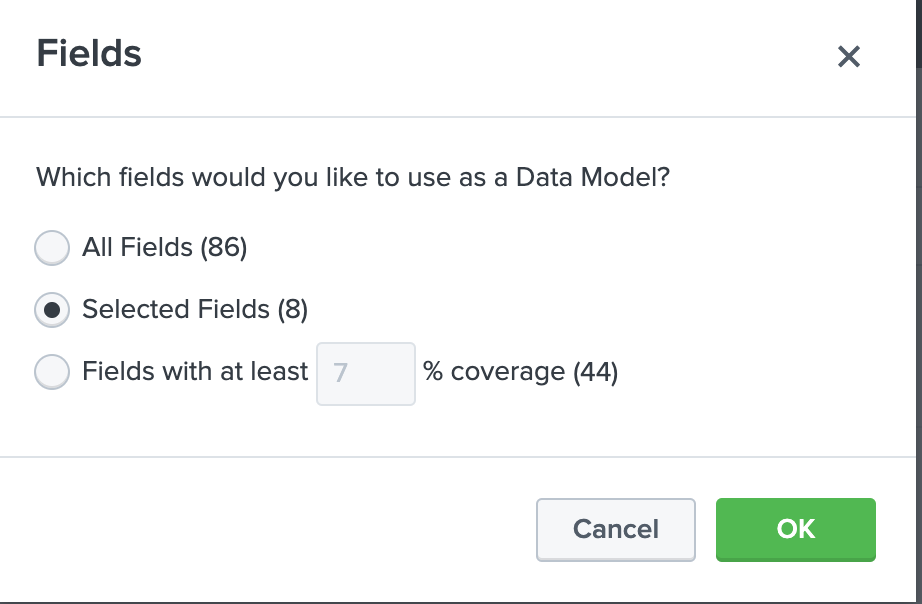 Fields
Which fields would you like to use as a Data Model?
All Fields (86)
Selected Fields (8)
Fields with at least 7 % coverage (44)
Cancel OK